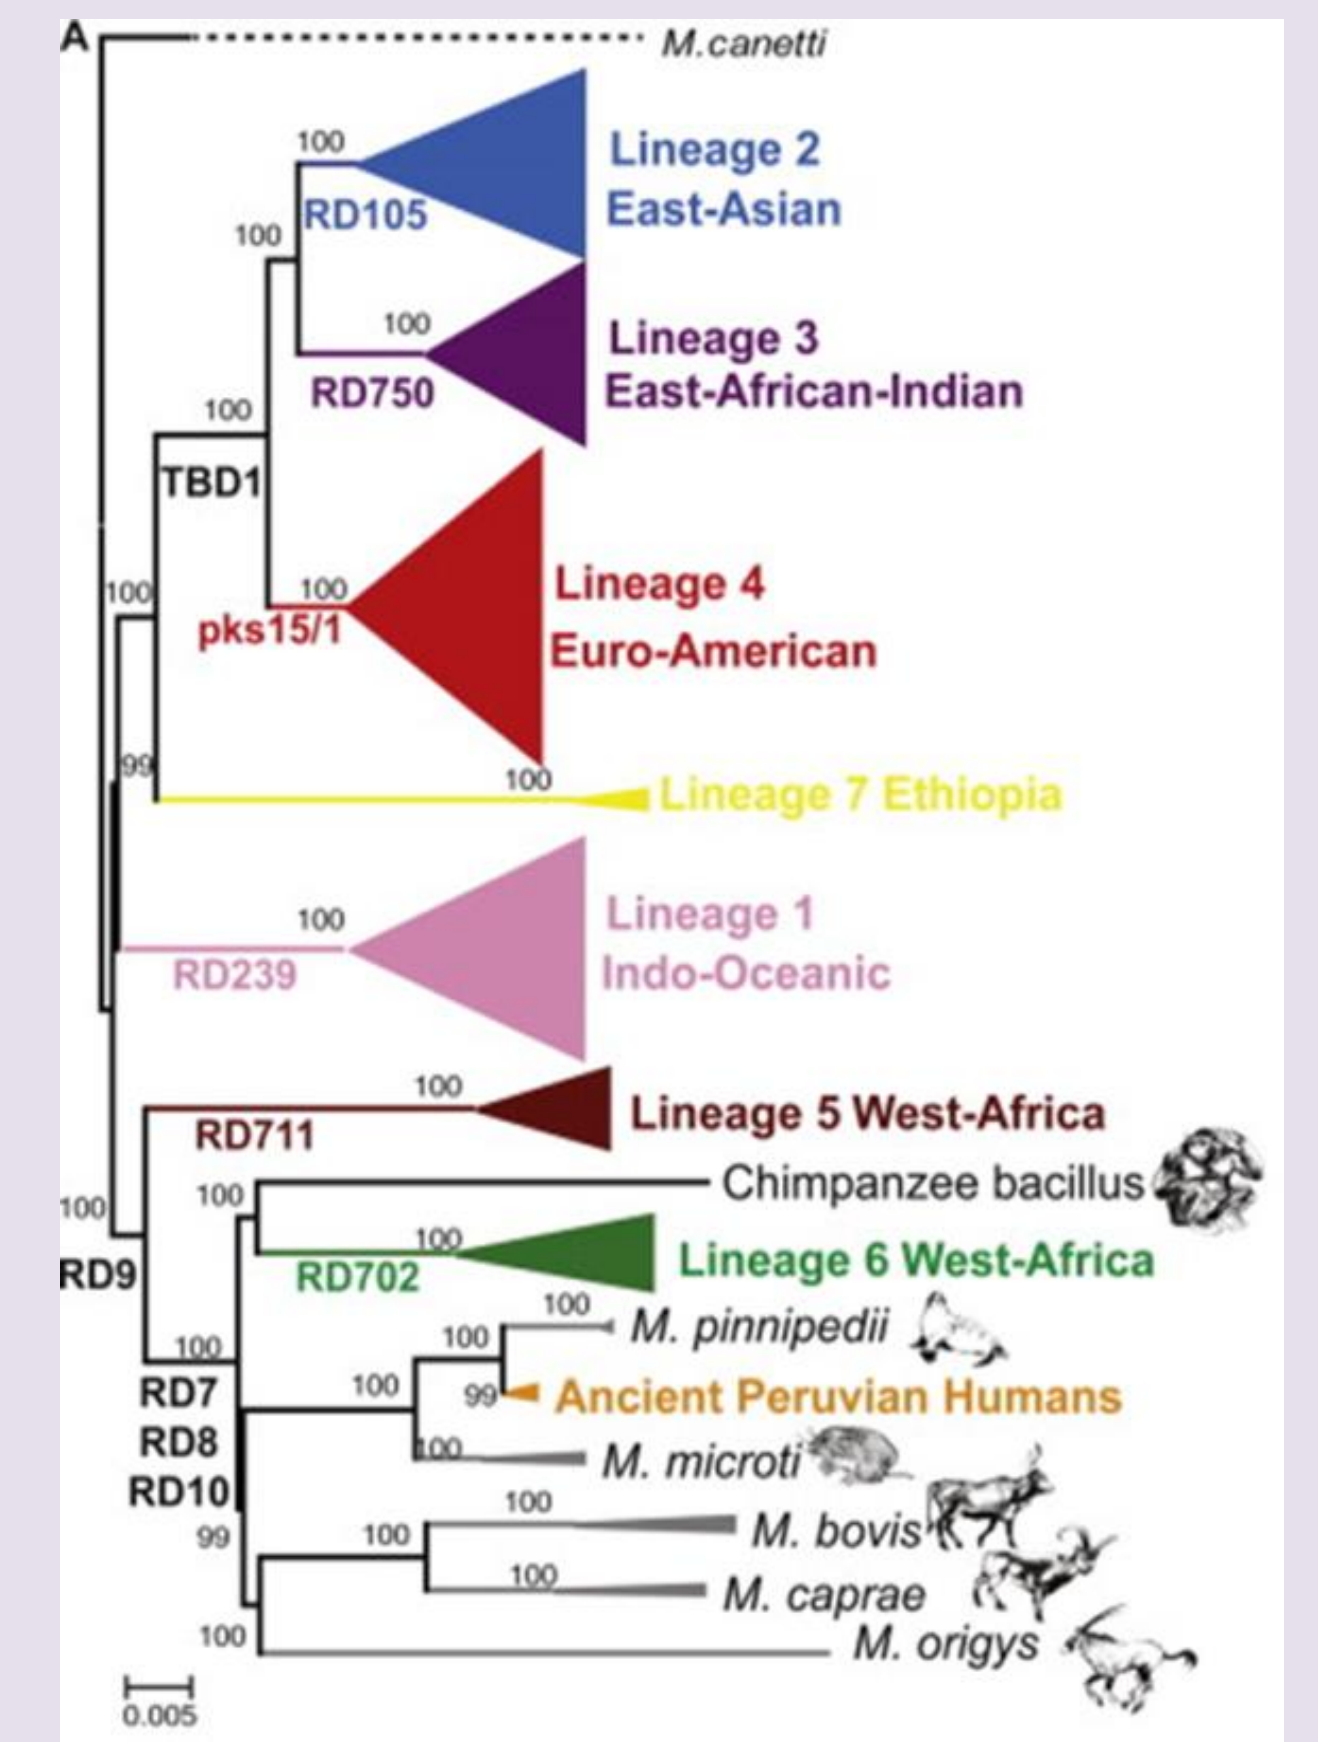 A
M.canetti
100
Lineage 2
RD105
East-Asian
100
100
Lineage 3
RD750
East-African-Indian
100
TBD1
100
100
Lineage 4
pks15/1
Euro-American
99
100
Lineage 7 Ethiopia
100
Lineage 1
RD239
Indo-Oceanic
100
Lineage 5 West-Africa
RD711
100
Chimpanzee bacillus
100
RD9
100
Lineage 6 West-Africa
RD702
100
M. pinnipedii
100
100
RD7
100
99
Ancient Peruvian Humans
RD8
100
M. microti
RD10
100
M. bovis
99
100
100
M. caprae
100
M. origys
0.005